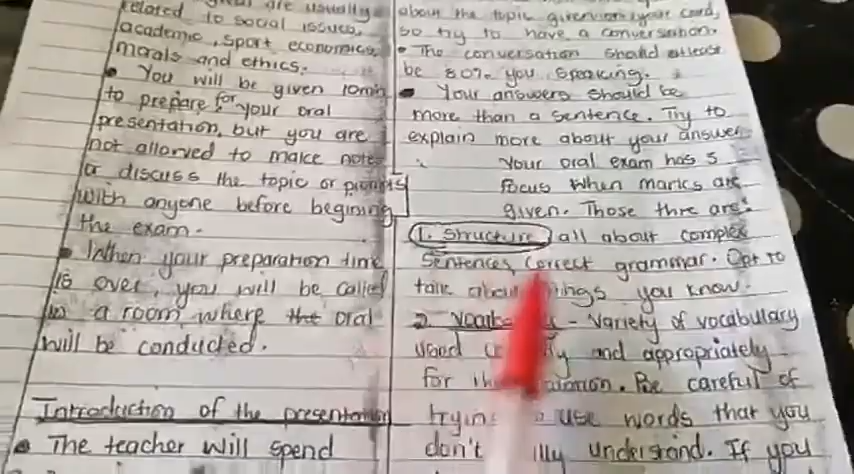 related to social issues,
academic, sport economics,
morals and ethics.
• You will be given 10min
to prepare for your oral
presentation, but you are
not allowed to make notes
or discuss the topic or prompts
with anyone before begining
the exam.
• When your preparation time
is over, you will be called
in a room where the oral
will be conducted.
Introduction of the presentation
• The teacher will spend
about the topic given on your card,
so try to have a conversation.
• The conversation should atleast
be 80% you speaking.
• Your answers should be
more than a sentence. Try to
explain more about your answer
Your oral exam has 3
focus when marks are
given. Those thre are:
1. Structure all about complex
sentences, correct grammar. Opt to
talk about things you know.
2. - Variety of vocabulary
and appropriately
for the. Be careful of
trying use words that you
don't understand. If you